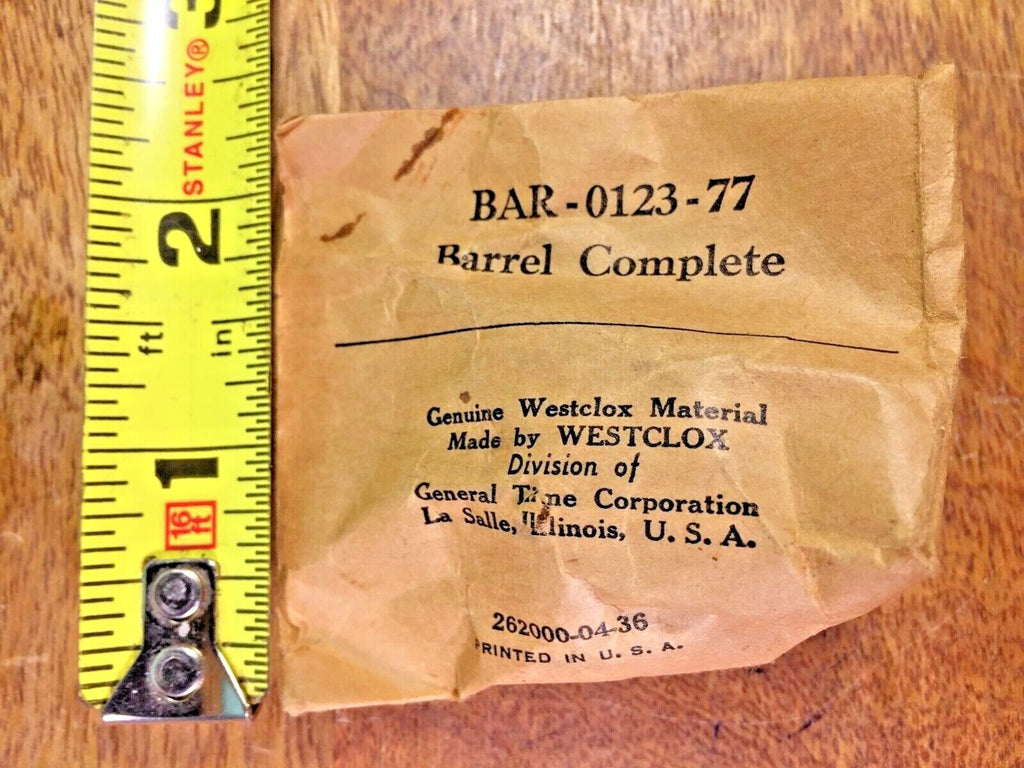 3
STANLEY®
2
ft
in
1
16
ft
BAR-0123-77
Barrel Complete
Genuine Westclox Material
Made by WESTCLOX
Division of
General Time Corporation
La Salle, Illinois, U. S. A.
262000-04-36
PRINTED IN U. S. A.